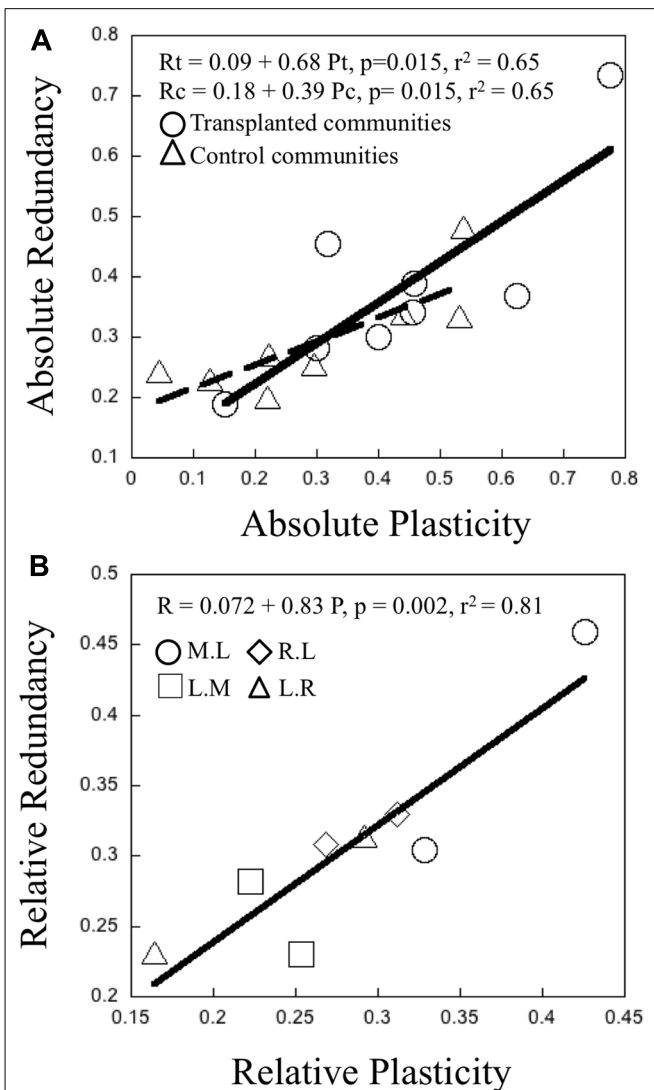 A
Rt = 0.09 + 0.68 Pt, p=0.015, r² = 0.65
Rc = 0.18 + 0.39 Pc, p= 0.015, r² = 0.65
Transplanted communities
Control communities
Absolute Redundancy
0.8
0.7
0.6
0.5
0.4
0.3
0.2
0.1
0 0.1 0.2 0.3 0.4 0.5 0.6 0.7 0.8
Absolute Plasticity
B
R = 0.072 + 0.83 P, p = 0.002, r² = 0.81
M.L R.L
L.M L.R
Relative Redundancy
0.5
0.45
0.4
0.35
0.3
0.25
0.2
0.15 0.2 0.25 0.3 0.35 0.4 0.45
Relative Plasticity